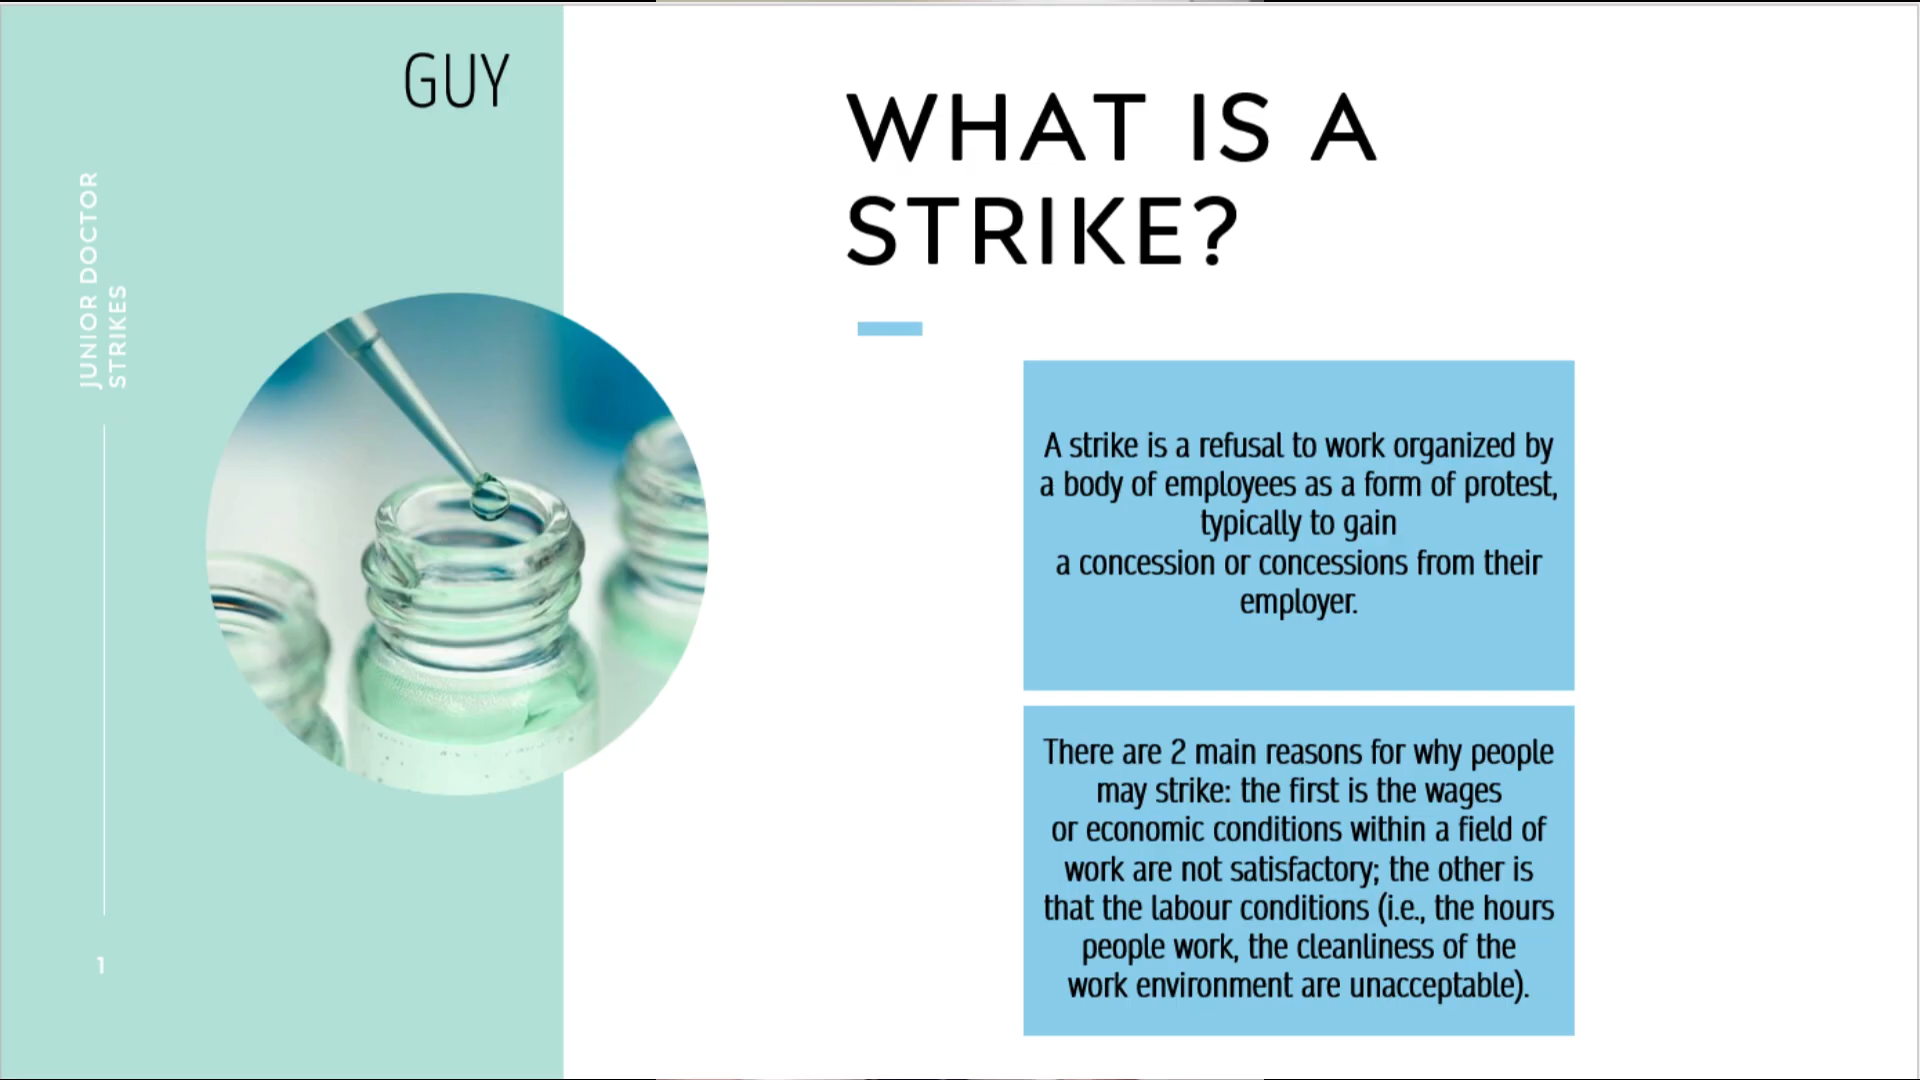 GUY
JUNIOR DOCTOR
STRIKES
1
WHAT IS A
STRIKE?
A strike is a refusal to work organized by
a body of employees as a form of protest,
typically to gain
a concession or concessions from their
employer.
There are 2 main reasons for why people
may strike: the first is the wages
or economic conditions within a field of
work are not satisfactory; the other is
that the labour conditions (i.e., the hours
people work, the cleanliness of the
work environment are unacceptable).